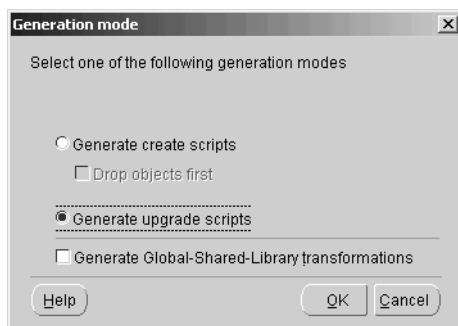 Generation mode
Select one of the following generation modes
Generate create scripts
Drop objects first
Generate upgrade scripts
Generate Global-Shared-Library transformations
Help
OK
Cancel